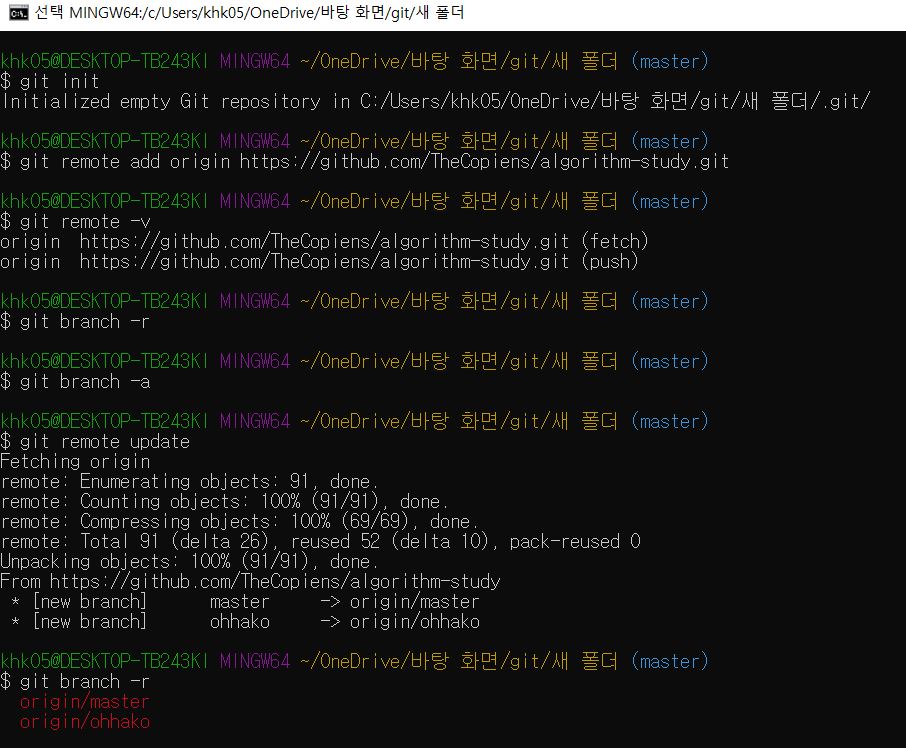 선택 MINGW64:/c/Users/khk05/OneDrive/바탕 화면/git/새 폴더
khk05@DESKTOP-TB243KI MINGW64 ~/OneDrive/바탕 화면/git/새 폴더 (master)
$ git init
Initialized empty Git repository in C:/Users/khk05/OneDrive/바탕 화면/git/새 폴더/.git/
khk05@DESKTOP-TB243KI MINGW64 ~/OneDrive/바탕 화면/git/새 폴더 (master)
$ git remote add origin https://github.com/TheCopiens/algorithm-study.git
khk05@DESKTOP-TB243KI MINGW64 ~/OneDrive/바탕 화면/git/새 폴더 (master)
$ git remote -v
origin  https://github.com/TheCopiens/algorithm-study.git (fetch)
origin  https://github.com/TheCopiens/algorithm-study.git (push)
khk05@DESKTOP-TB243KI MINGW64 ~/OneDrive/바탕 화면/git/새 폴더 (master)
$ git branch -r
khk05@DESKTOP-TB243KI MINGW64 ~/OneDrive/바탕 화면/git/새 폴더 (master)
$ git branch -a
khk05@DESKTOP-TB243KI MINGW64 ~/OneDrive/바탕 화면/git/새 폴더 (master)
$ git remote update
Fetching origin
remote: Enumerating objects: 91, done.
remote: Counting objects: 100% (91/91), done.
remote: Compressing objects: 100% (69/69), done.
remote: Total 91 (delta 26), reused 52 (delta 10), pack-reused 0
Unpacking objects: 100% (91/91), done.
From https://github.com/TheCopiens/algorithm-study
 * [new branch]      master     -> origin/master
 * [new branch]      ohhako     -> origin/ohhako
khk05@DESKTOP-TB243KI MINGW64 ~/OneDrive/바탕 화면/git/새 폴더 (master)
$ git branch -r
  origin/master
  origin/ohhako